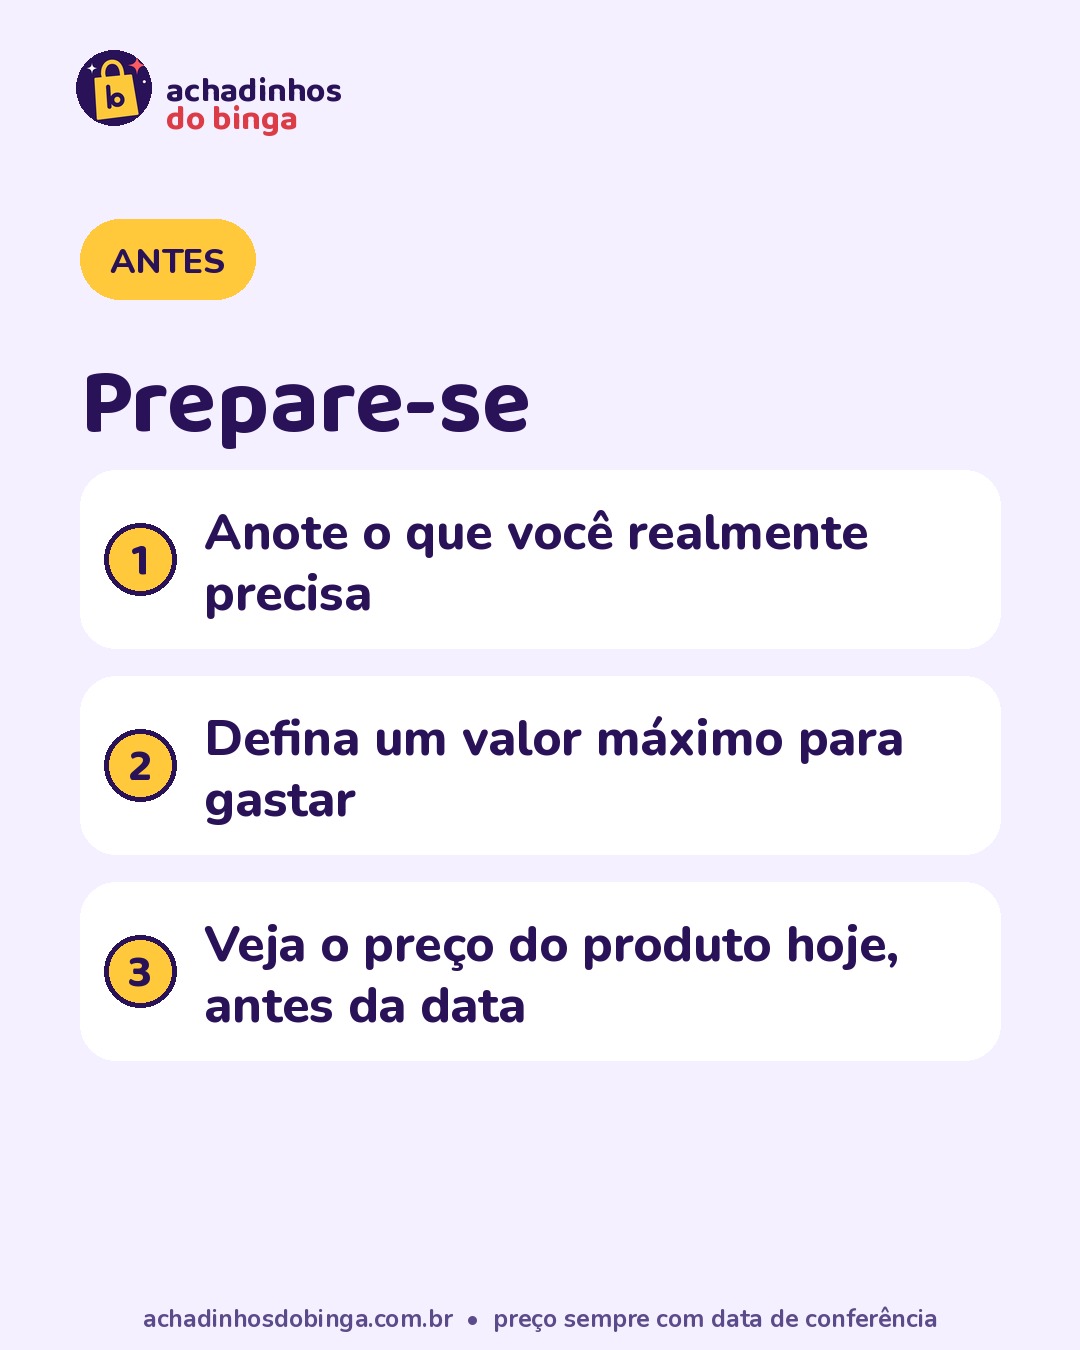 b
achadinhos
do binga
ANTES
Prepare-se
1
Anote o que você realmente
precisa
2
Defina um valor máximo para
gastar
3
Veja o preço do produto hoje,
antes da data
achadinhosdobinga.com.br • preço sempre com data de conferência